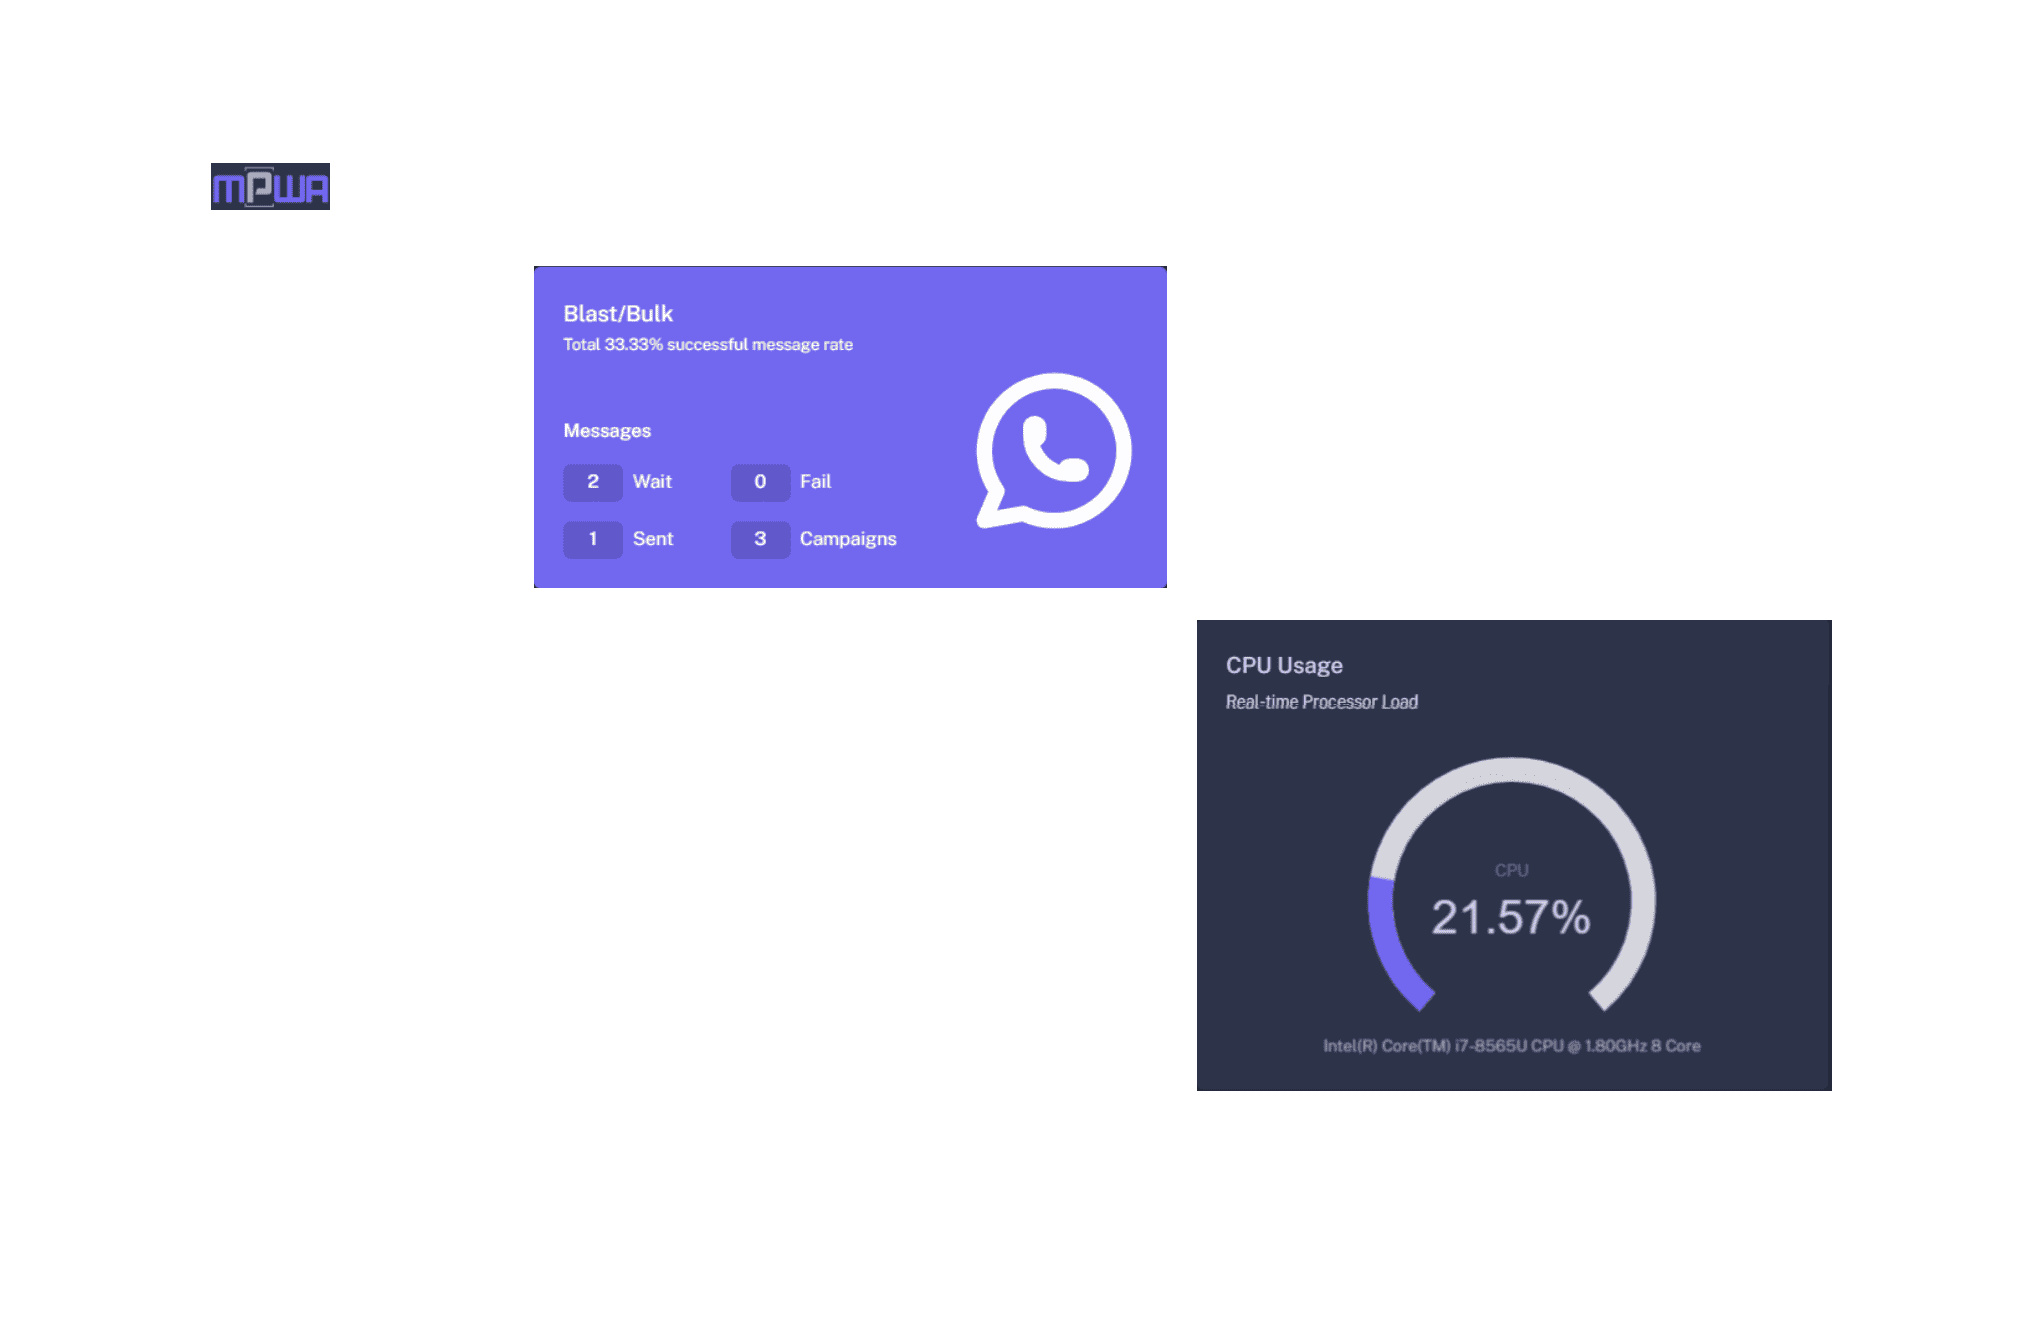 mPWA
Blast/Bulk
Total 33.33% successful message rate
Messages
2 Wait 0 Fail
1 Sent 3 Campaigns
CPU Usage
Real-time Processor Load
CPU
21.57%
Intel(R) Core(TM) i7-8565U CPU @ 1.80GHz 8 Core